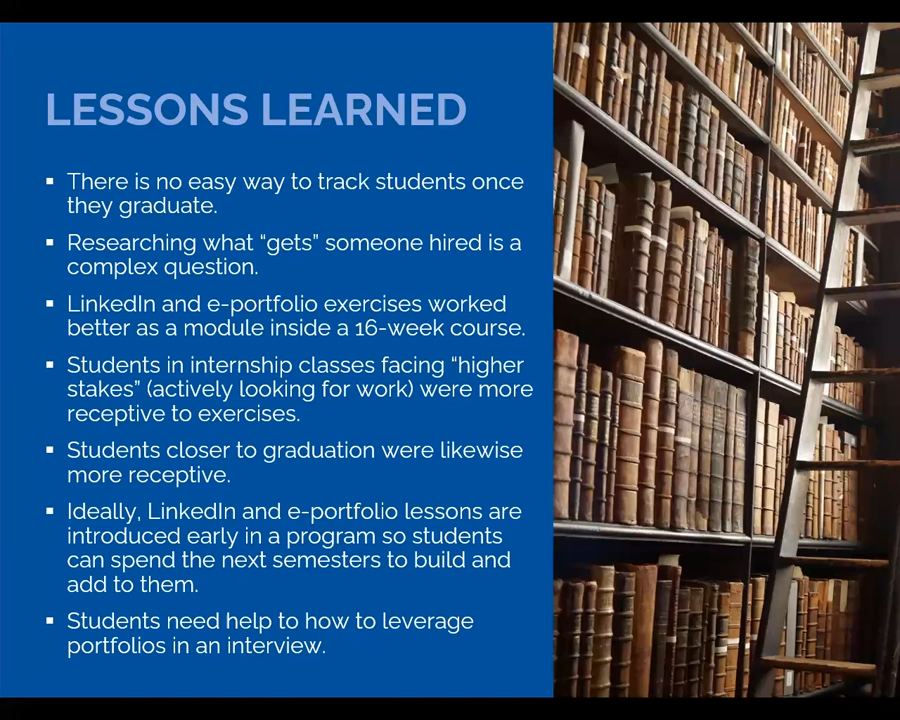 LESSONS LEARNED
▪ There is no easy way to track students once
they graduate.
▪ Researching what “gets” someone hired is a
complex question.
▪ LinkedIn and e-portfolio exercises worked
better as a module inside a 16-week course.
▪ Students in internship classes facing “higher
stakes” (actively looking for work) were more
receptive to exercises.
▪ Students closer to graduation were likewise
more receptive.
▪ Ideally, LinkedIn and e-portfolio lessons are
introduced early in a program so students
can spend the next semesters to build and
add to them.
▪ Students need help to how to leverage
portfolios in an interview.